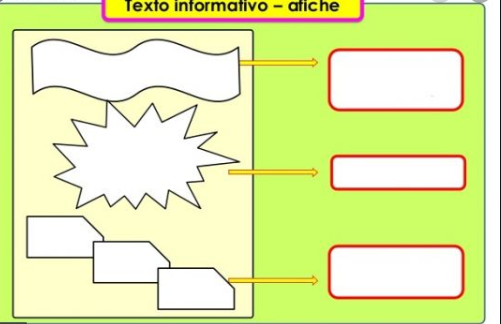 Texto informativo – afiche